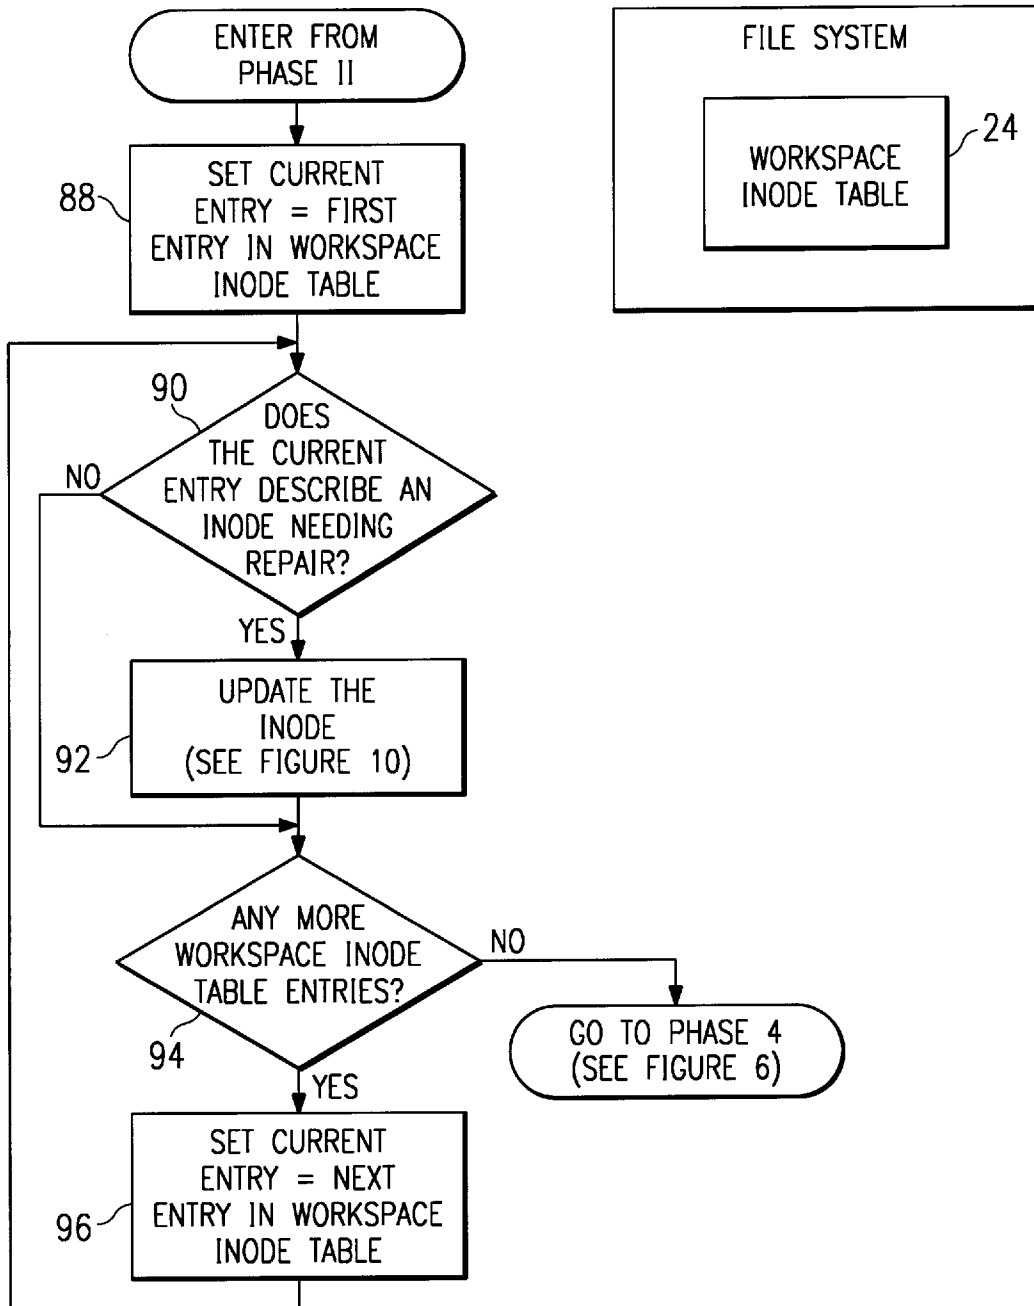 ENTER FROM
PHASE II
FILE SYSTEM
WORKSPACE
INODE TABLE
24
88
SET CURRENT
ENTRY = FIRST
ENTRY IN WORKSPACE
INODE TABLE
90
DOES
THE CURRENT
ENTRY DESCRIBE AN
INODE NEEDING
REPAIR?
NO
YES
92
UPDATE THE
INODE
(SEE FIGURE 10)
ANY MORE
WORKSPACE INODE
TABLE ENTRIES?
94
NO
GO TO PHASE 4
(SEE FIGURE 6)
YES
96
SET CURRENT
ENTRY = NEXT
ENTRY IN WORKSPACE
INODE TABLE